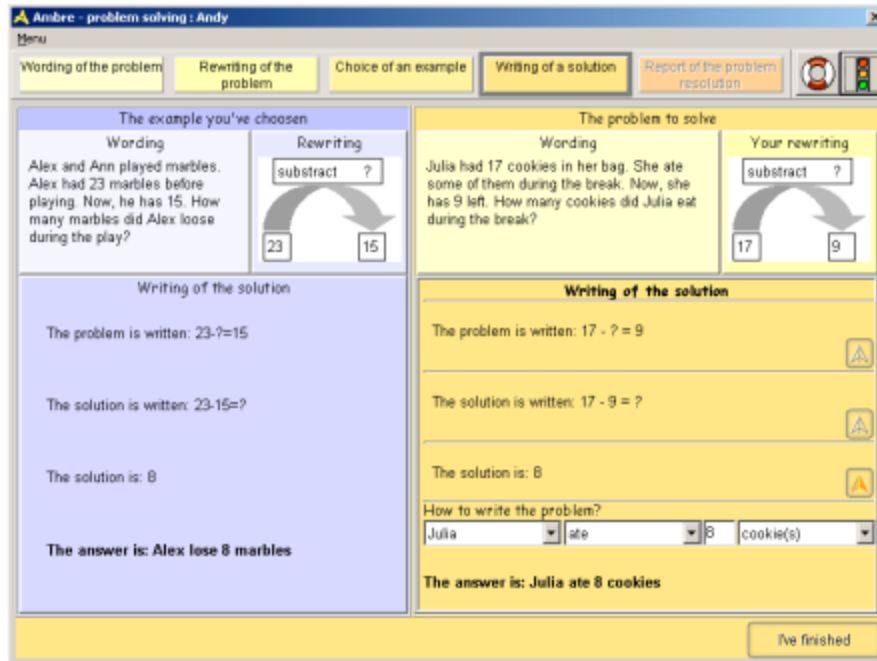 Ambre - problem solving : Andy
Menu
Wording of the problem
Rewriting of the
problem
Choice of an example
Writing of a solution
Report of the problem
resolution
The example you've choosen
Wording
Alex and Ann played marbles.
Alex had 23 marbles before
playing. Now, he has 15. How
many marbles did Alex loose
during the play?
Rewriting
substract ?
23 15
Writing of the solution
The problem is written: 23-?=15
The solution is written: 23-15=?
The solution is: 8
The answer is: Alex lose 8 marbles
The problem to solve
Wording
Julia had 17 cookies in her bag. She ate
some of them during the break. Now, she
has 9 left. How many cookies did Julia eat
during the break?
Your rewriting
substract ?
17 9
Writing of the solution
The problem is written: 17 - ? = 9
The solution is written: 17 - 9 = ?
The solution is: 8
How to write the problem?
Julia ate 8 cookie(s)
The answer is: Julia ate 8 cookies
I've finished